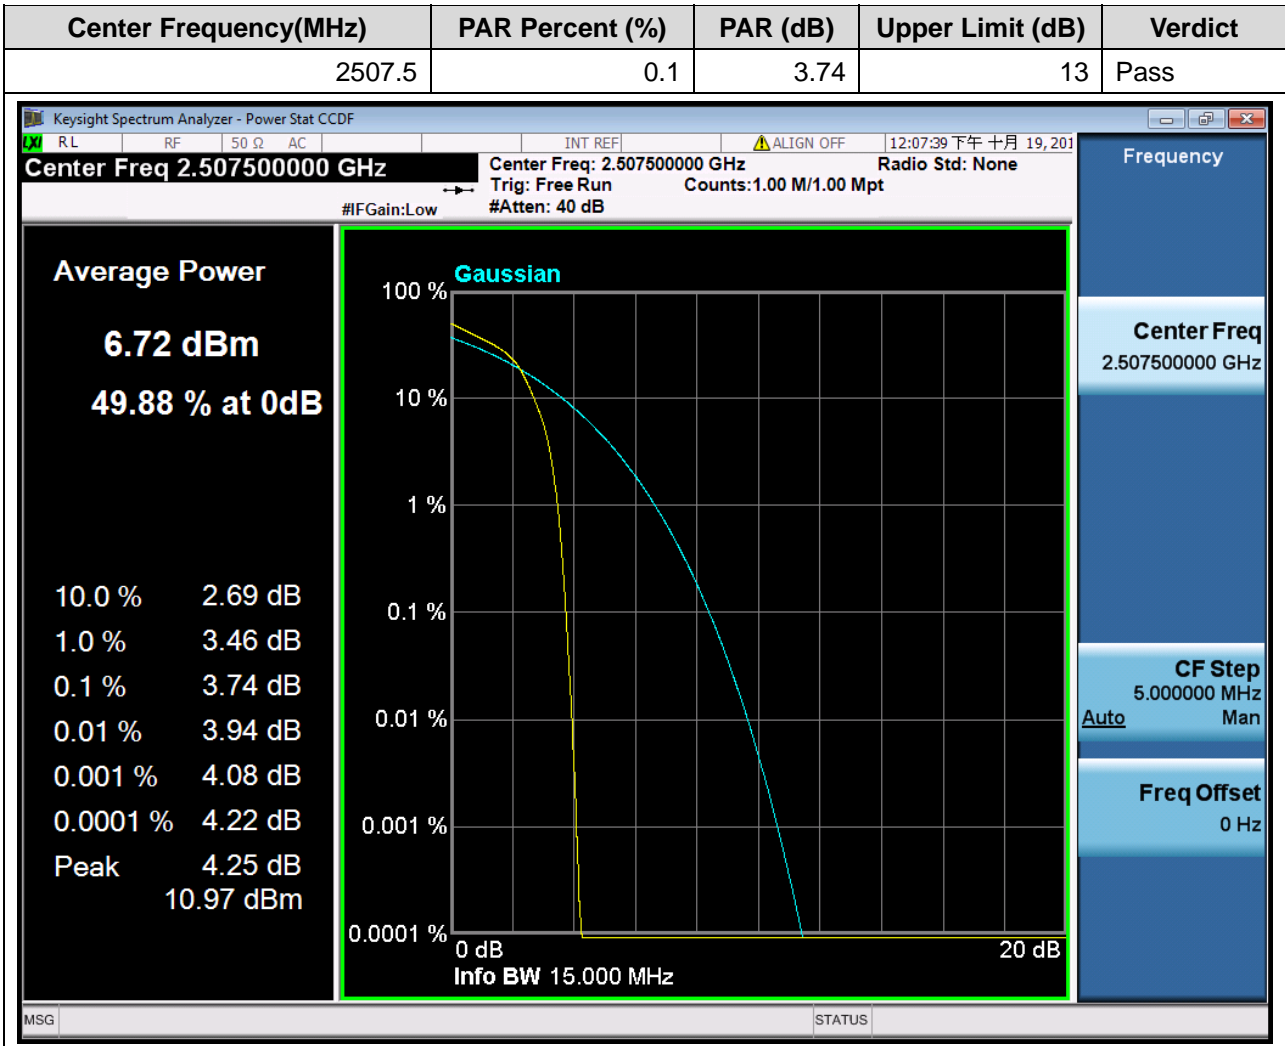 Center Frequency(MHz) PAR Percent (%) PAR (dB) Upper Limit (dB) Verdict
2507.5 0.1 3.74 13 Pass
Keysight Spectrum Analyzer - Power Stat CCDF
LXI RL RF 50 Ω AC INT REF ALIGN OFF 12:07:39 下午 十月 19, 201
Center Freq 2.507500000 GHz
Center Freq: 2.507500000 GHz Radio Std: None
Trig: Free Run Counts:1.00 M/1.00 Mpt
#IFGain:Low #Atten: 40 dB
Average Power
6.72 dBm
49.88 % at 0dB
10.0 % 2.69 dB
1.0 % 3.46 dB
0.1 % 3.74 dB
0.01 % 3.94 dB
0.001 % 4.08 dB
0.0001 % 4.22 dB
Peak 4.25 dB
10.97 dBm
Gaussian
100 %
10 %
1 %
0.1 %
0.01 %
0.001 %
0.0001 %
0 dB 20 dB
Info BW 15.000 MHz
Frequency
Center Freq
2.507500000 GHz
CF Step
5.000000 MHz
Auto Man
Freq Offset
0 Hz
MSG STATUS